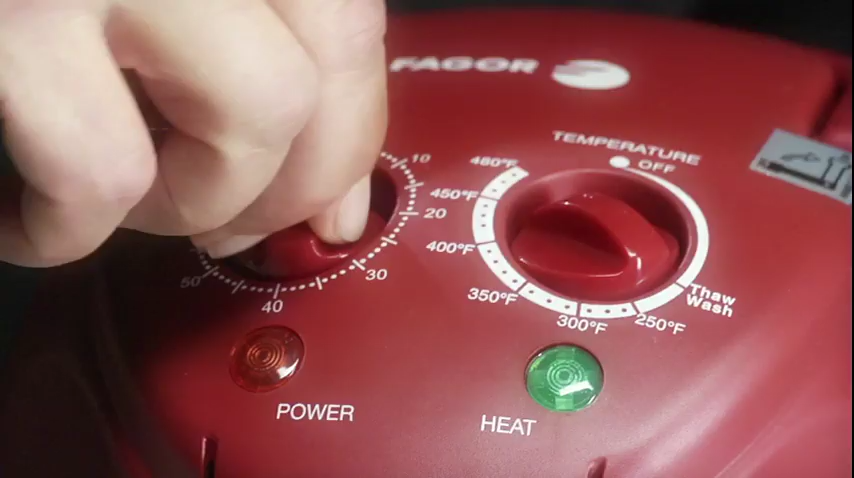 FAGOR
TEMPERATURE
OFF
480°F
450°F
400°F
350°F
300°F
250°F
Thaw
Wash
10
20
30
40
50
POWER
HEAT